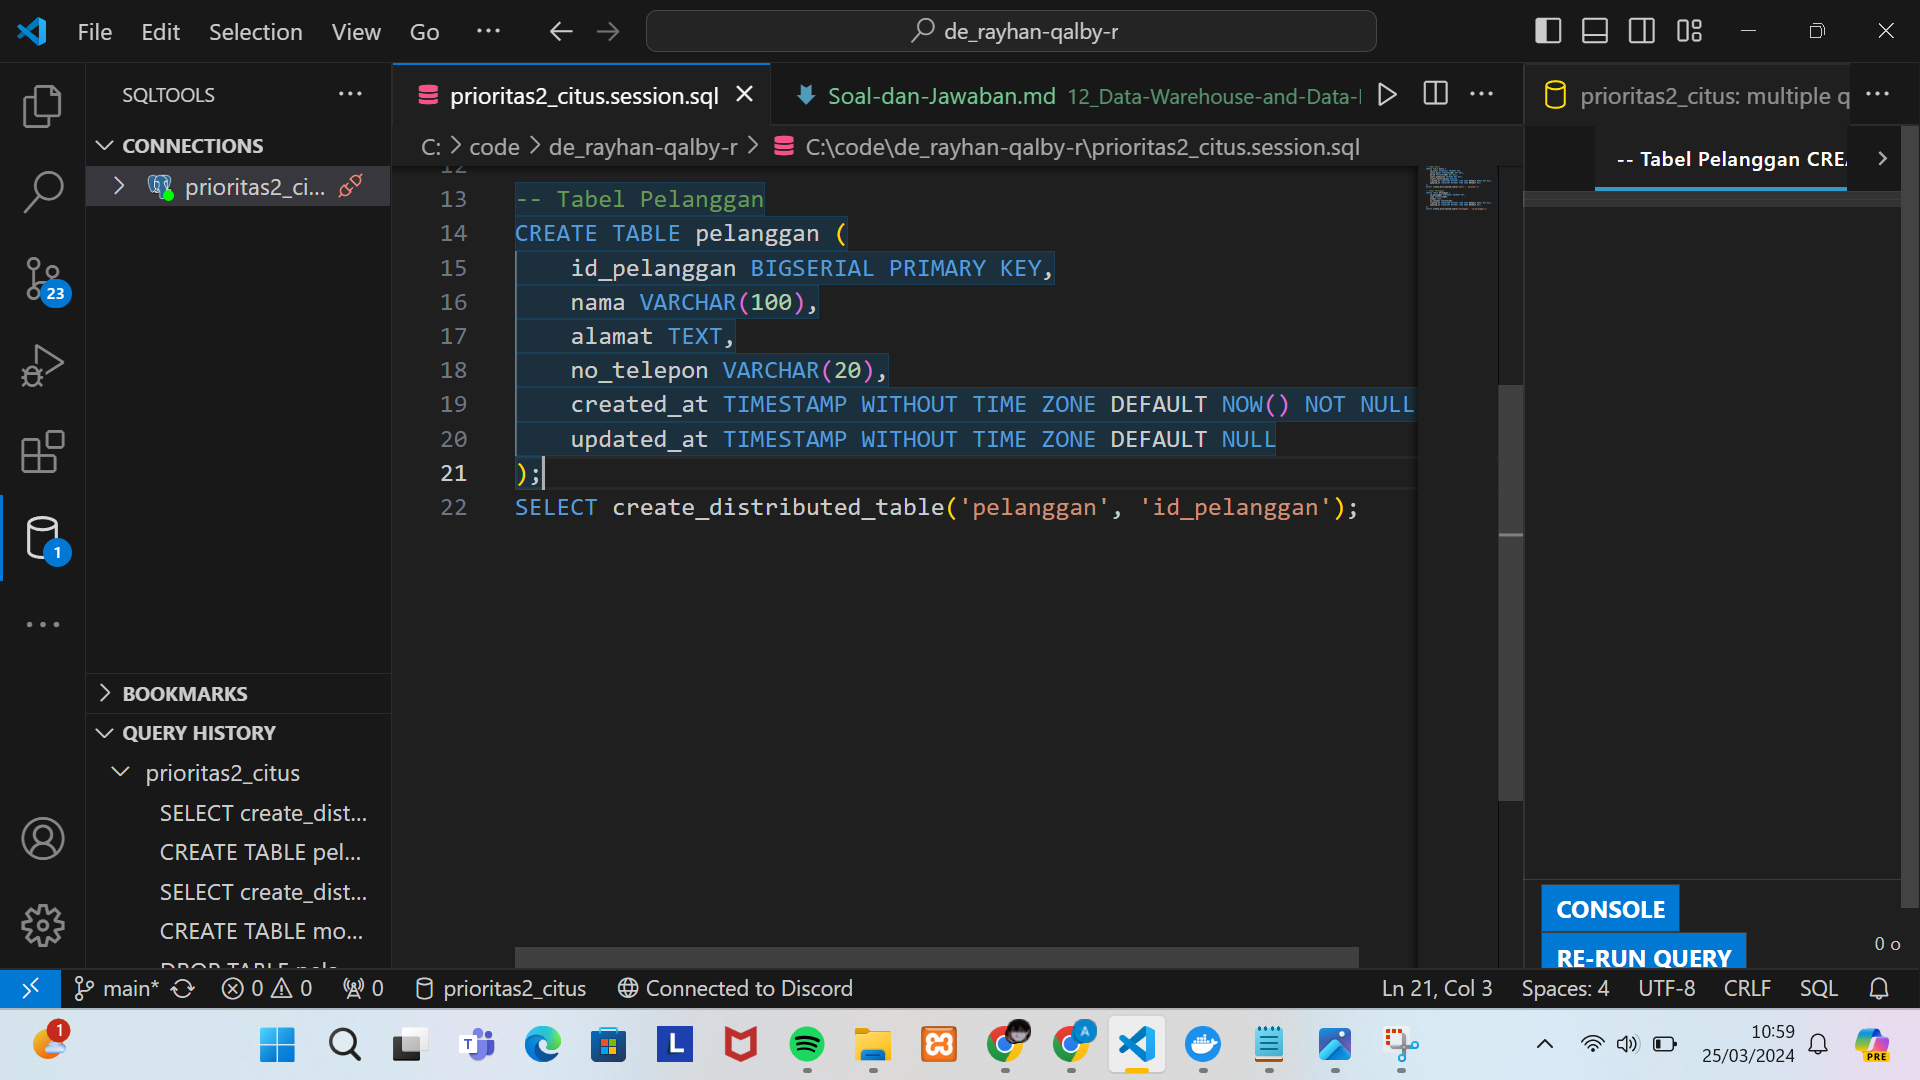 File Edit Selection View Go ···
de_rayhan-qalby-r
SQLTOOLS
CONNECTIONS
prioritas2_ci...
23
1
BOOKMARKS
QUERY HISTORY
prioritas2_citus
SELECT create_dist...
CREATE TABLE pel...
SELECT create_dist...
CREATE TABLE mo...
prioritas2_citus.session.sql
Soal-dan-Jawaban.md 12_Data-Warehouse-and-Data-
C: > code > de_rayhan-qalby-r > C:\code\de_rayhan-qalby-r\prioritas2_citus.session.sql
12
13 -- Tabel Pelanggan
14 CREATE TABLE pelanggan (
15 id_pelanggan BIGSERIAL PRIMARY KEY,
16 nama VARCHAR(100),
17 alamat TEXT,
18 no_telepon VARCHAR(20),
19 created_at TIMESTAMP WITHOUT TIME ZONE DEFAULT NOW() NOT NULL
20 updated_at TIMESTAMP WITHOUT TIME ZONE DEFAULT NULL
21 );
22 SELECT create_distributed_table('pelanggan', 'id_pelanggan');
prioritas2_citus: multiple q
-- Tabel Pelanggan CRE
CONSOLE
RE-RUN QUERY
0 o
main* 0 0 0 prioritas2_citus Connected to Discord
Ln 21, Col 3 Spaces: 4 UTF-8 CRLF SQL
1
T
L
A
10:59
25/03/2024
PRE